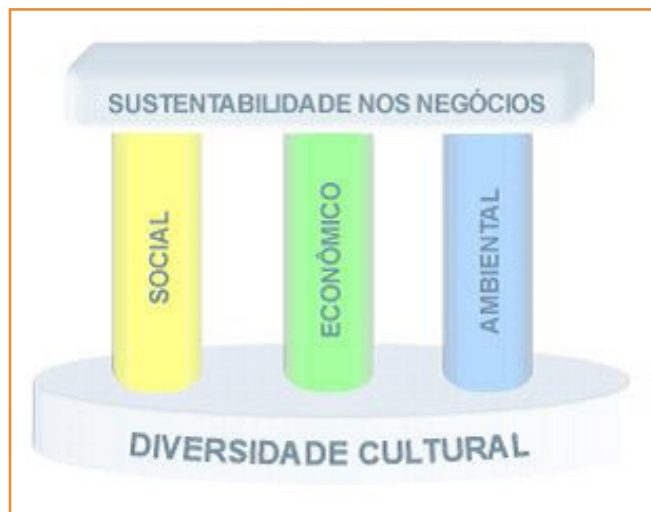 SUSTENTABILIDADE NOS NEGÓCIOS
SOCIAL
ECONÔMICO
AMBIENTAL
DIVERSIDADE CULTURAL